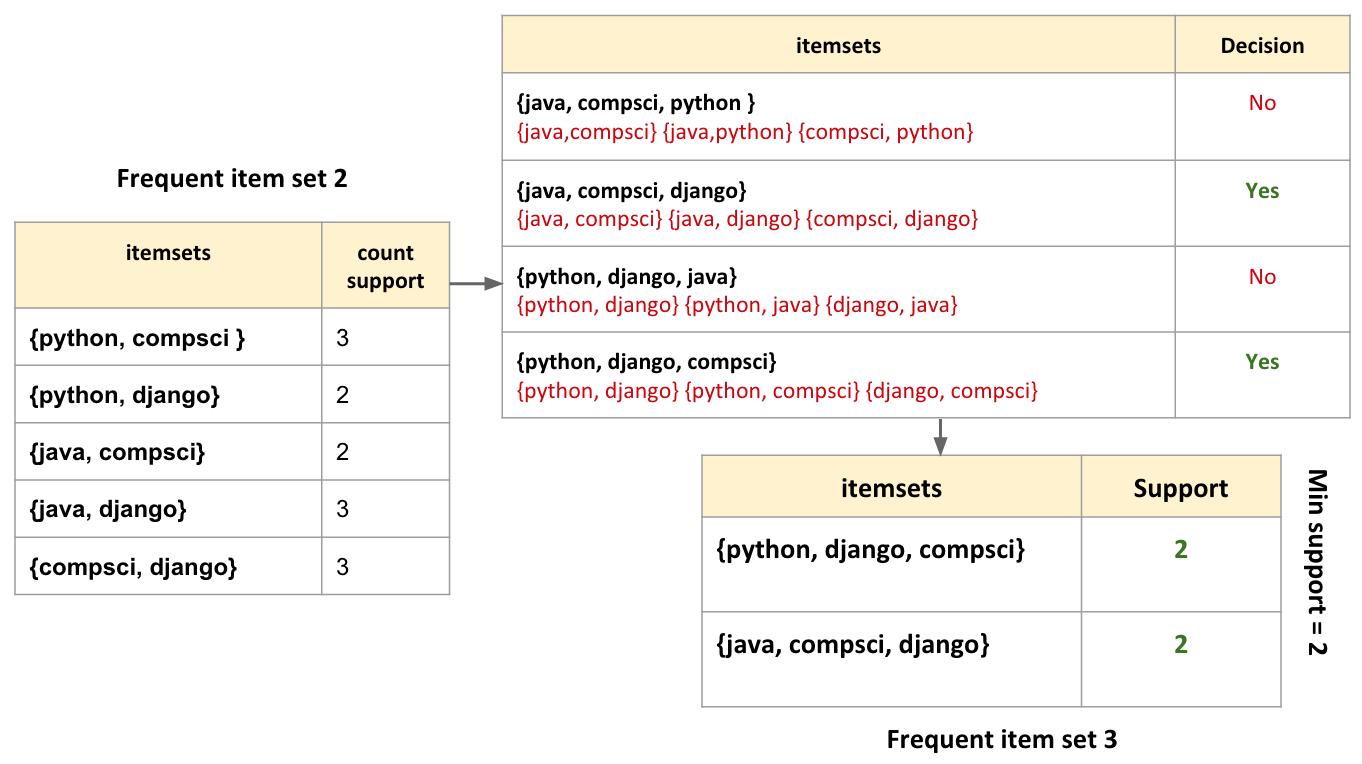 Frequent item set 2
itemsets
count
support
{python, compsci }
3
{python, django}
2
{java, compsci}
2
{java, django}
3
{compsci, django}
3
itemsets
Decision
{java, compsci, python }
No
{java,compsci} {java,python} {compsci, python}
{java, compsci, django}
Yes
{java, compsci} {java, django} {compsci, django}
{python, django, java}
No
{python, django} {python, java} {django, java}
{python, django, compsci}
Yes
{python, django} {python, compsci} {django, compsci}
itemsets
Support
{python, django, compsci}
2
{java, compsci, django}
2
Min support = 2
Frequent item set 3